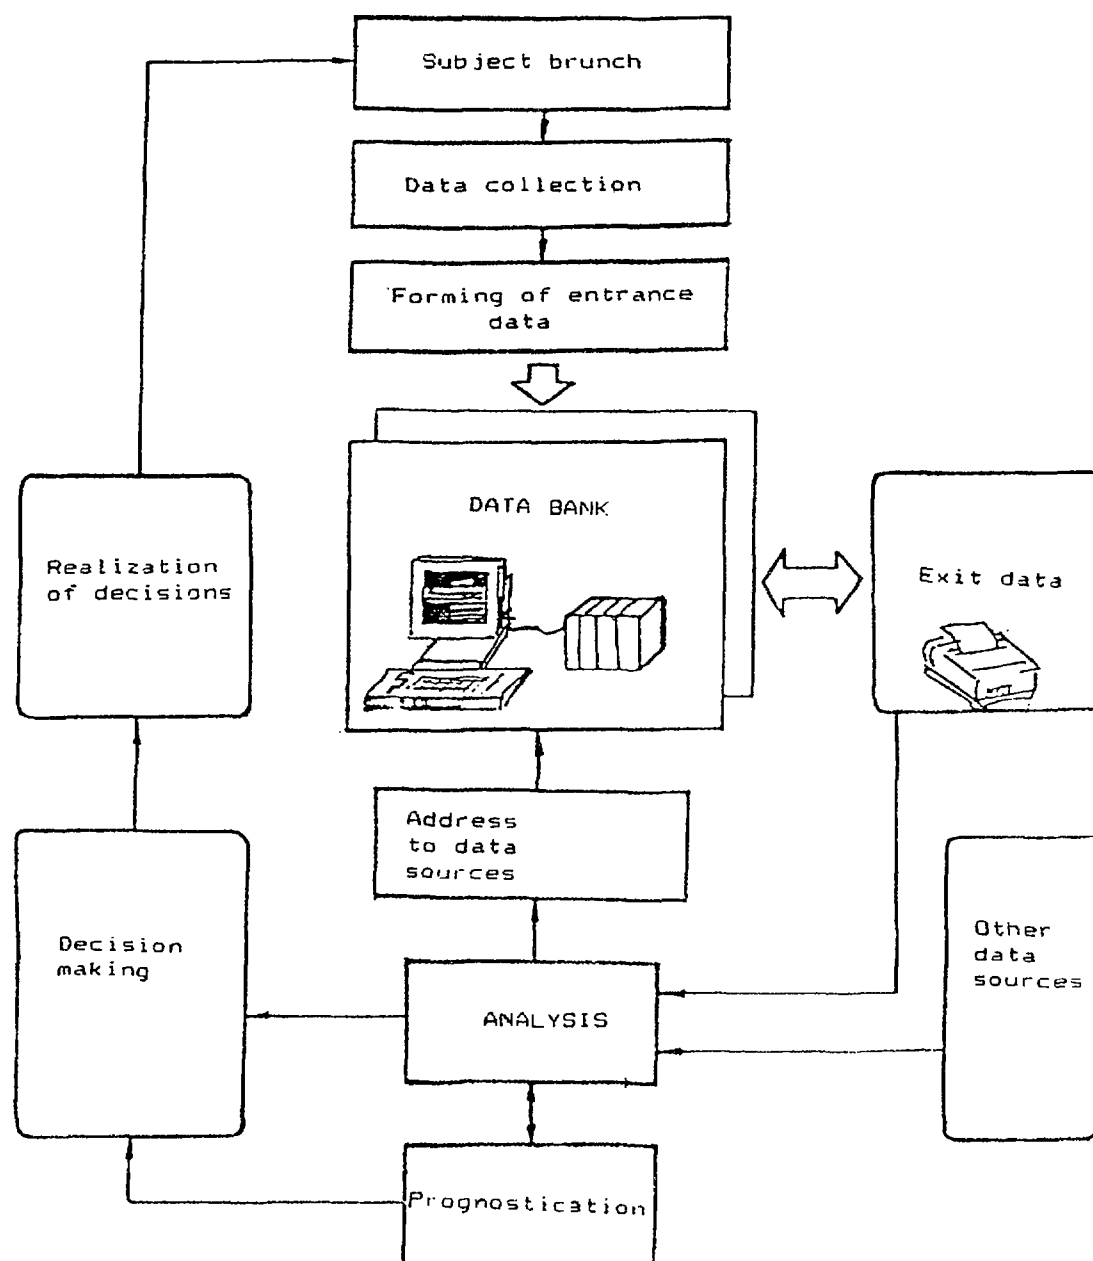 Subject brunch
Data collection
Forming of entrance
data
DATA BANK
Realization
of decisions
Exit data
Address
to data
sources
Decision
making
Other
data
sources
ANALYSIS
Prognostication